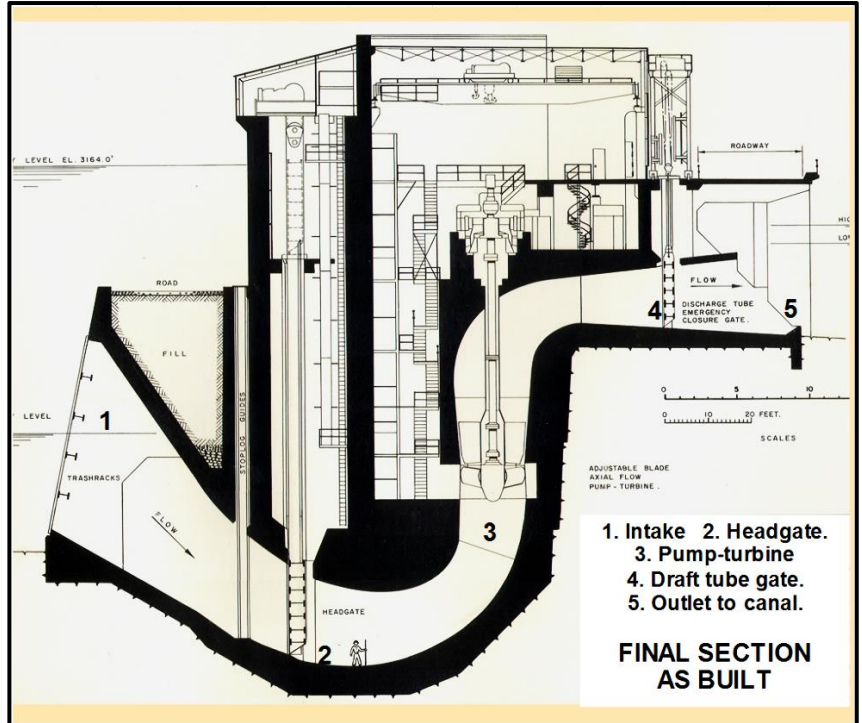 LEVEL EL. 3164.0'
ROADWAY
ROAD
FLOW
4
5
DISCHARGE TUBE
EMERGENCY
CLOSURE GATE.
FILL
STOPLOG GUIDES
1
LEVEL
TRASHRACKS
FLOW
0 5 10
0 10 20 FEET.
SCALES
ADJUSTABLE BLADE
AXIAL FLOW
PUMP-TURBINE.
3
HEADGATE
2
1. Intake 2. Headgate.
3. Pump-turbine
4. Draft tube gate.
5. Outlet to canal.
FINAL SECTION
AS BUILT